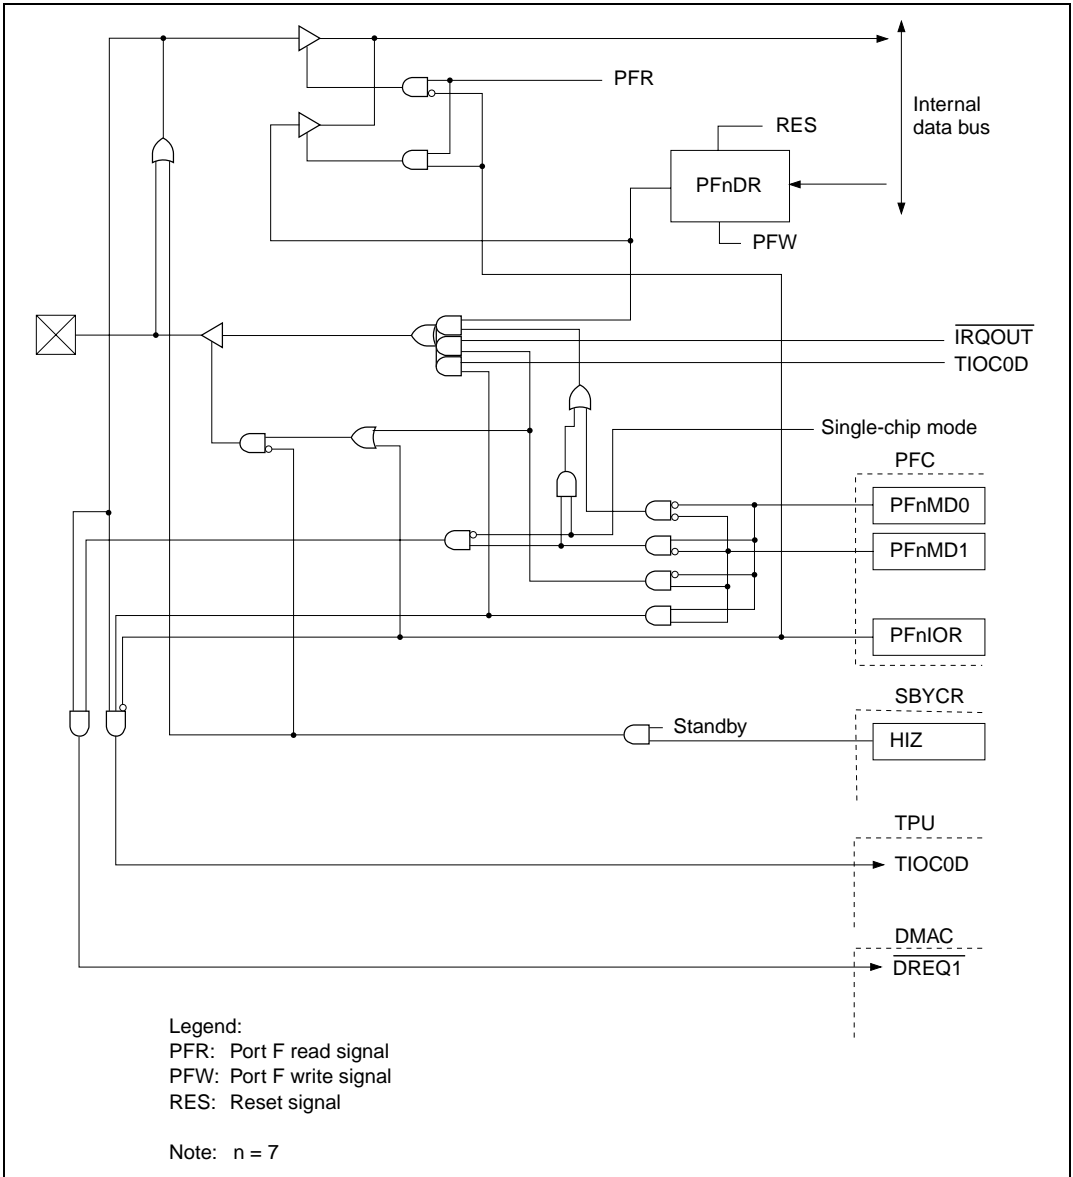 PFR
Internal
data bus
RES
PFnDR
PFW
IRQOUT
TIOC0D
Single-chip mode
PFC
PFnMD0
PFnMD1
PFnIOR
SBYCR
Standby
HIZ
TPU
TIOC0D
DMAC
DREQ1
Legend:
PFR: Port F read signal
PFW: Port F write signal
RES: Reset signal
Note: n = 7